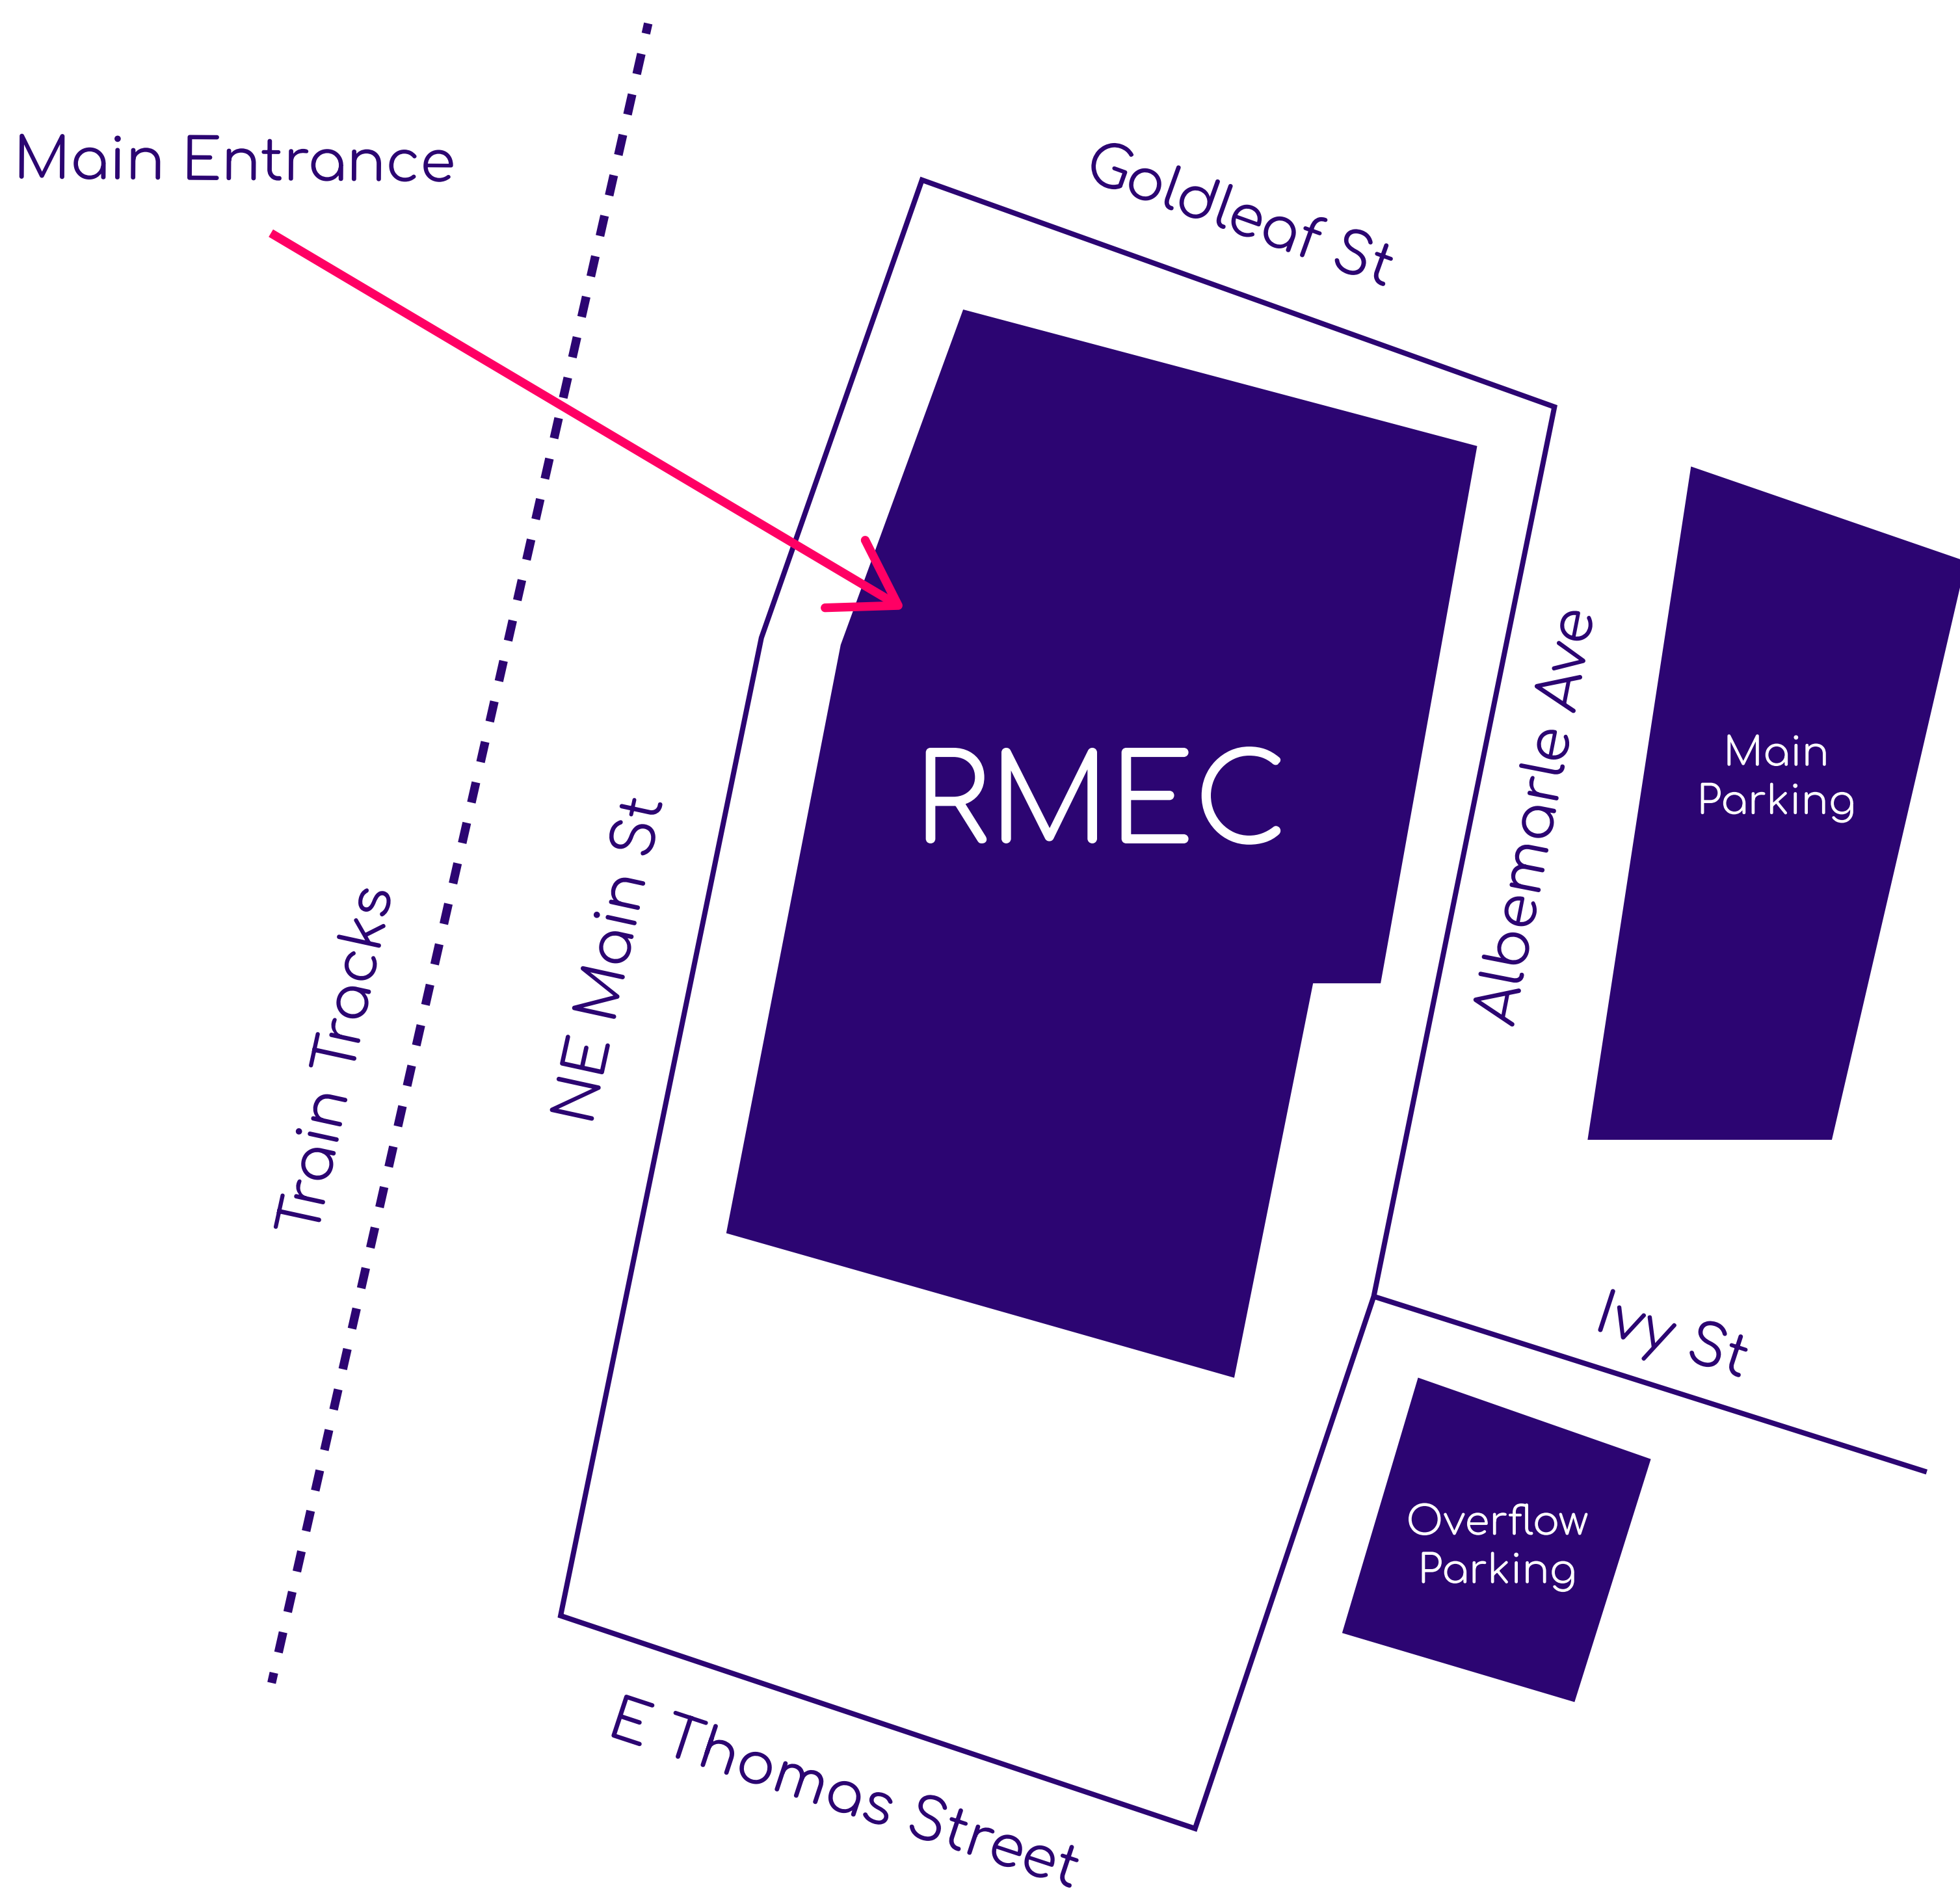 Main Entrance
Goldleaf St
RMEC
Albemarle Ave
Main
Parking
NE Main St
Train Tracks
Ivy St
Overflow
Parking
E Thomas Street